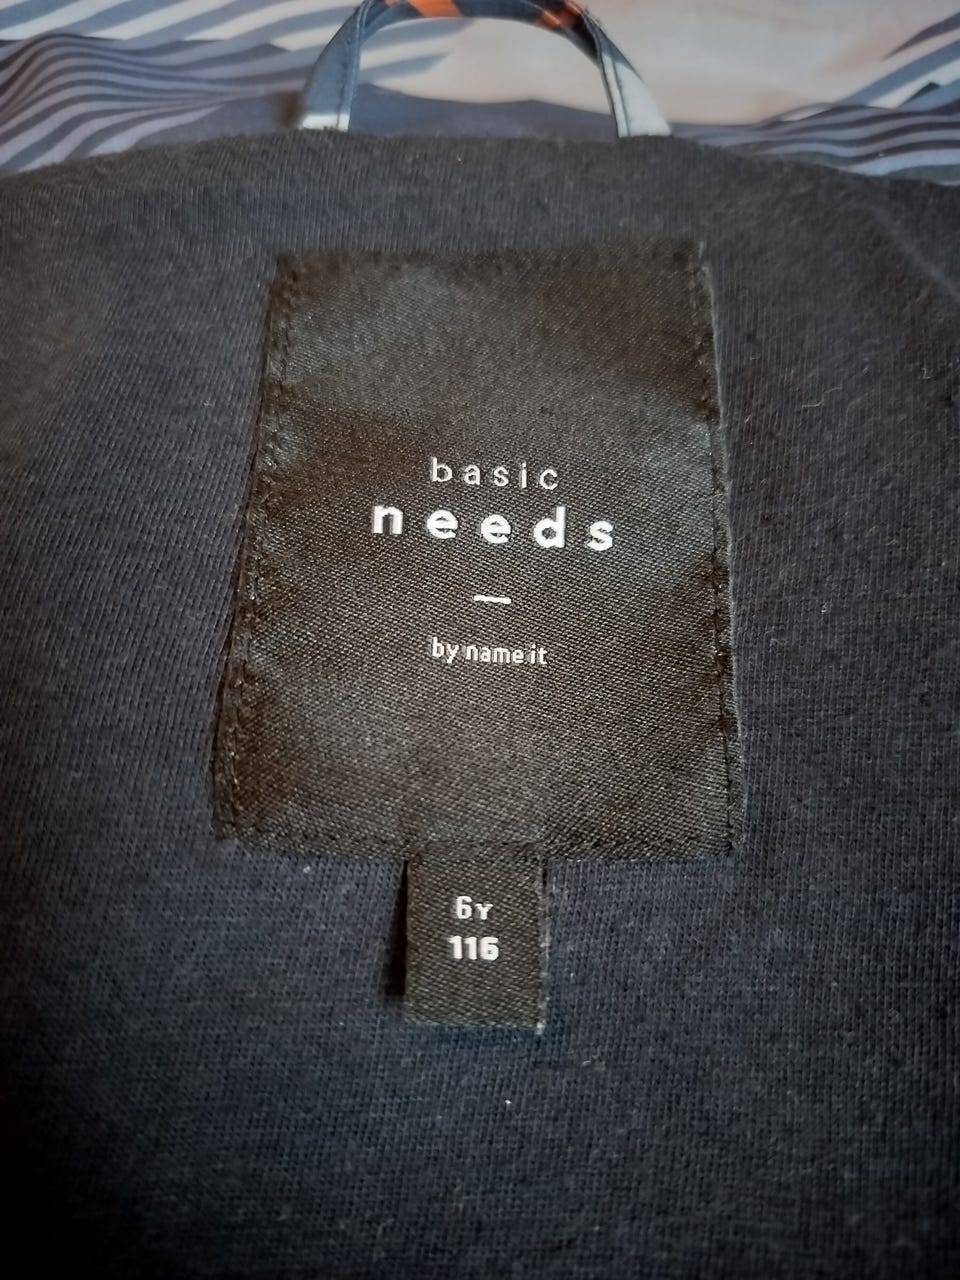 basic
needs
by name it
6Y
116